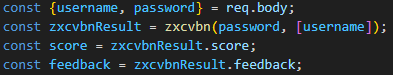 const {username, password} = req.body;
const zxcvbnResult = zxcvbn(password, [username]);
const score = zxcvbnResult.score;
const feedback = zxcvbnResult.feedback;